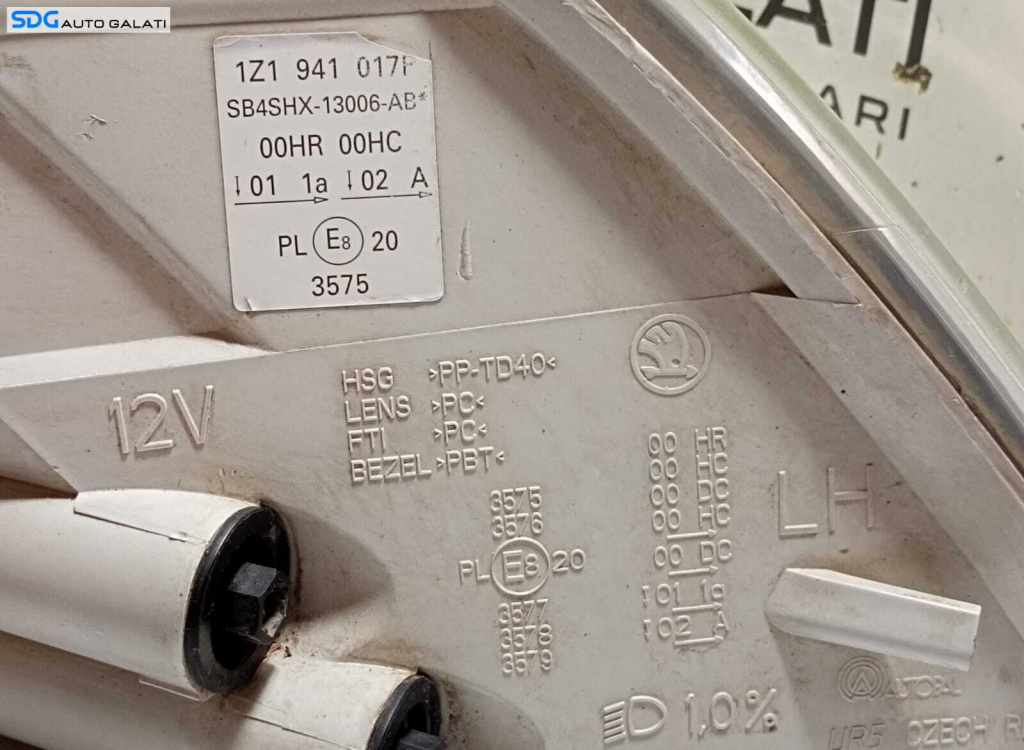 SDG AUTO GALATI
ARI
1Z1 941 017P
SB4SHX-13006-AB*
00HR 00HC
↓01 1a ↓02 A
PL E8 20
3575
12V
HSG >PP-TD40<
LENS >PC<
FTI >PC<
BEZEL >PBT<
00 HR
00 HC
00 DC
00 HC
00 DC
↕01 1a
↕02 A
LH
3575
3576
PL E8 20
3577
3578
3579
1,0%
AUTOPAL
CZECH